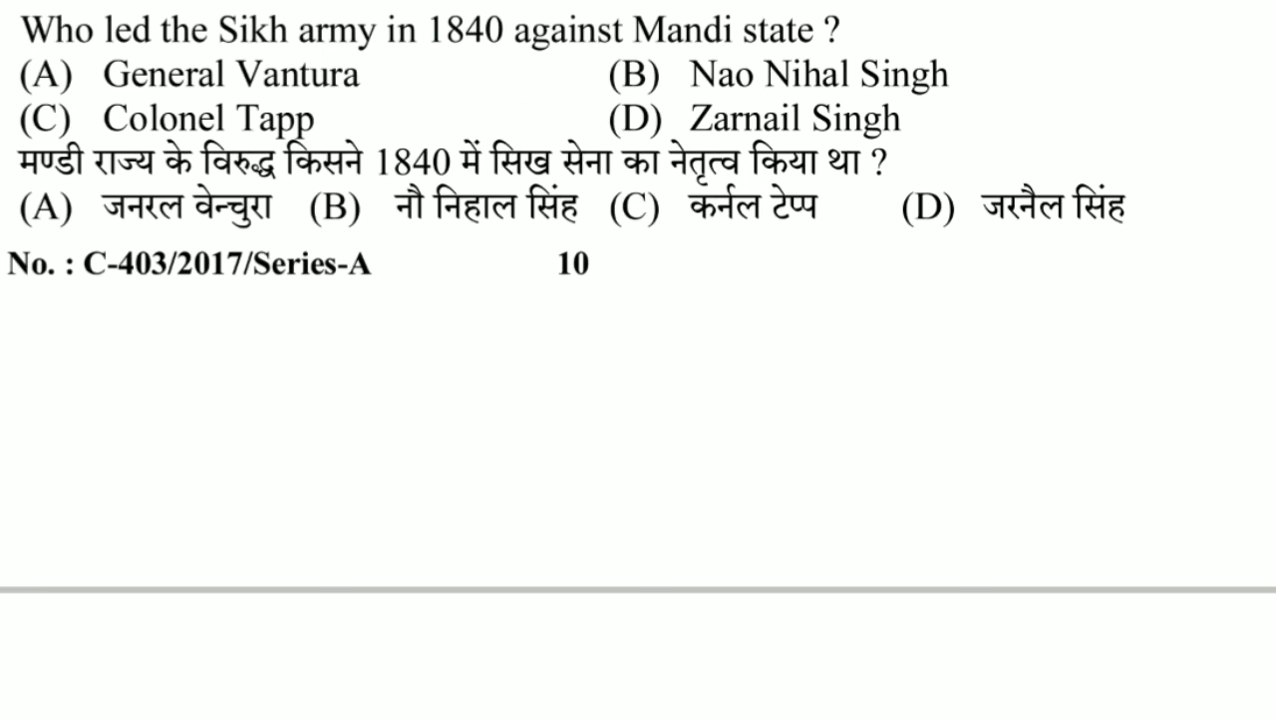 Who led the Sikh army in 1840 against Mandi state ?
(A) General Vantura (B) Nao Nihal Singh
(C) Colonel Tapp (D) Zarnail Singh
मण्डी राज्य के विरुद्ध किसने 1840 में सिख सेना का नेतृत्व किया था ?
(A) जनरल वेन्चुरा (B) नौ निहाल सिंह (C) कर्नल टेप्प (D) जरनैल सिंह
No. : C-403/2017/Series-A 10